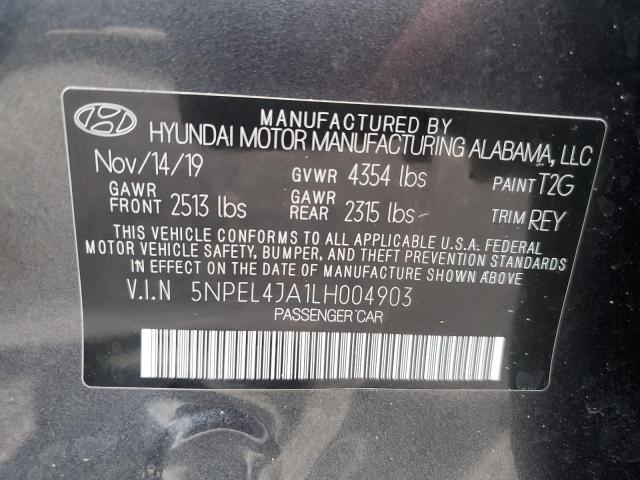 MANUFACTURED BY
HYUNDAI MOTOR MANUFACTURING ALABAMA, LLC
Nov/14/19 GVWR 4354 lbs PAINT T2G
GAWR FRONT 2513 lbs GAWR REAR 2315 lbs TRIM REY
THIS VEHICLE CONFORMS TO ALL APPLICABLE U.S.A. FEDERAL
MOTOR VEHICLE SAFETY, BUMPER, AND THEFT PREVENTION STANDARDS
IN EFFECT ON THE DATE OF MANUFACTURE SHOWN ABOVE
V.I.N 5NPEL4JA1LH004903
PASSENGER CAR